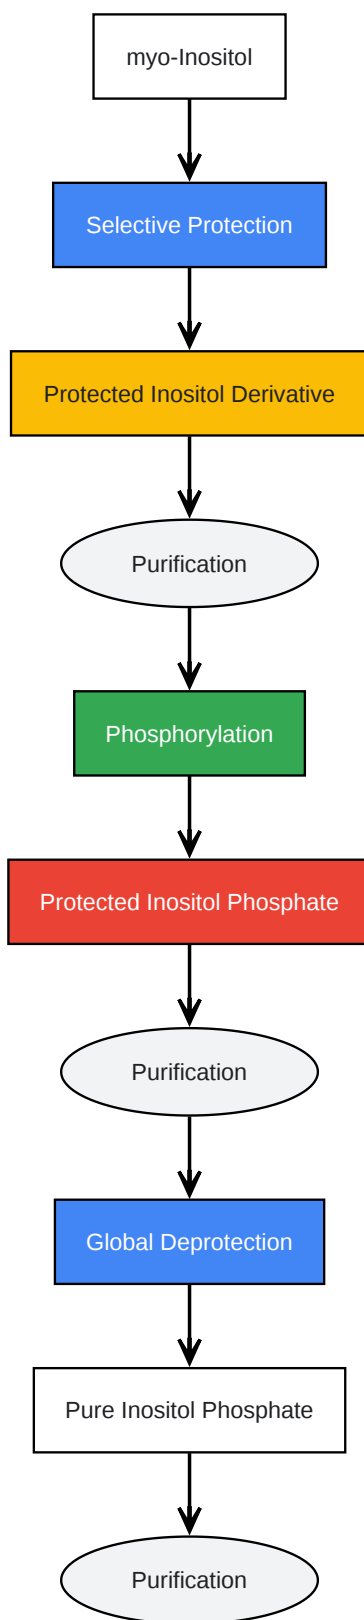 myo-Inositol
Selective Protection
Protected Inositol Derivative
Purification
Phosphorylation
Protected Inositol Phosphate
Purification
Global Deprotection
Pure Inositol Phosphate
Purification